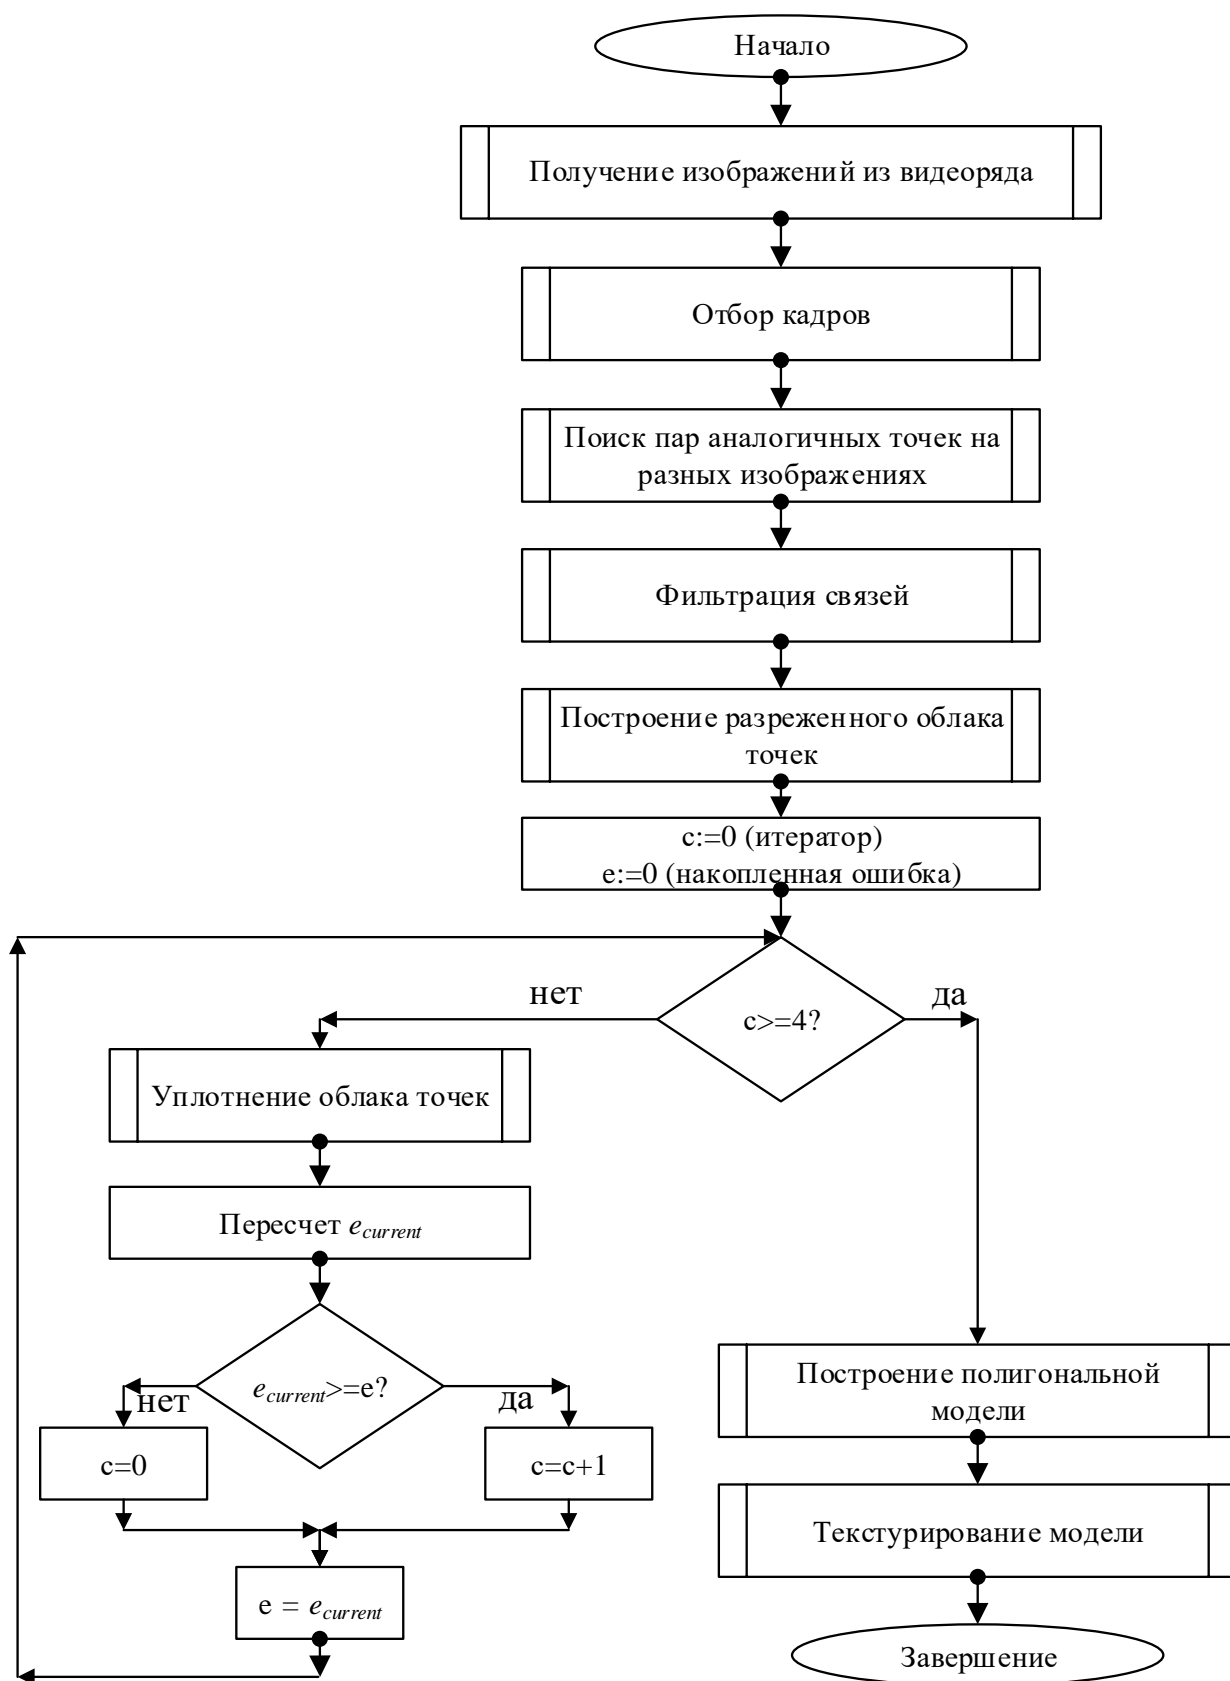 Начало
Получение изображений из видеоряда
Отбор кадров
Поиск пар аналогичных точек на
разных изображениях
Фильтрация связей
Построение разреженного облака
точек
c:=0 (итератор)
e:=0 (накопленная ошибка)
нет
да
c>=4?
Уплотнение облака точек
Пересчет e_current
e_current>=e?
нет
да
c=0
c=c+1
e = e_current
Построение полигональной
модели
Текстурирование модели
Завершение